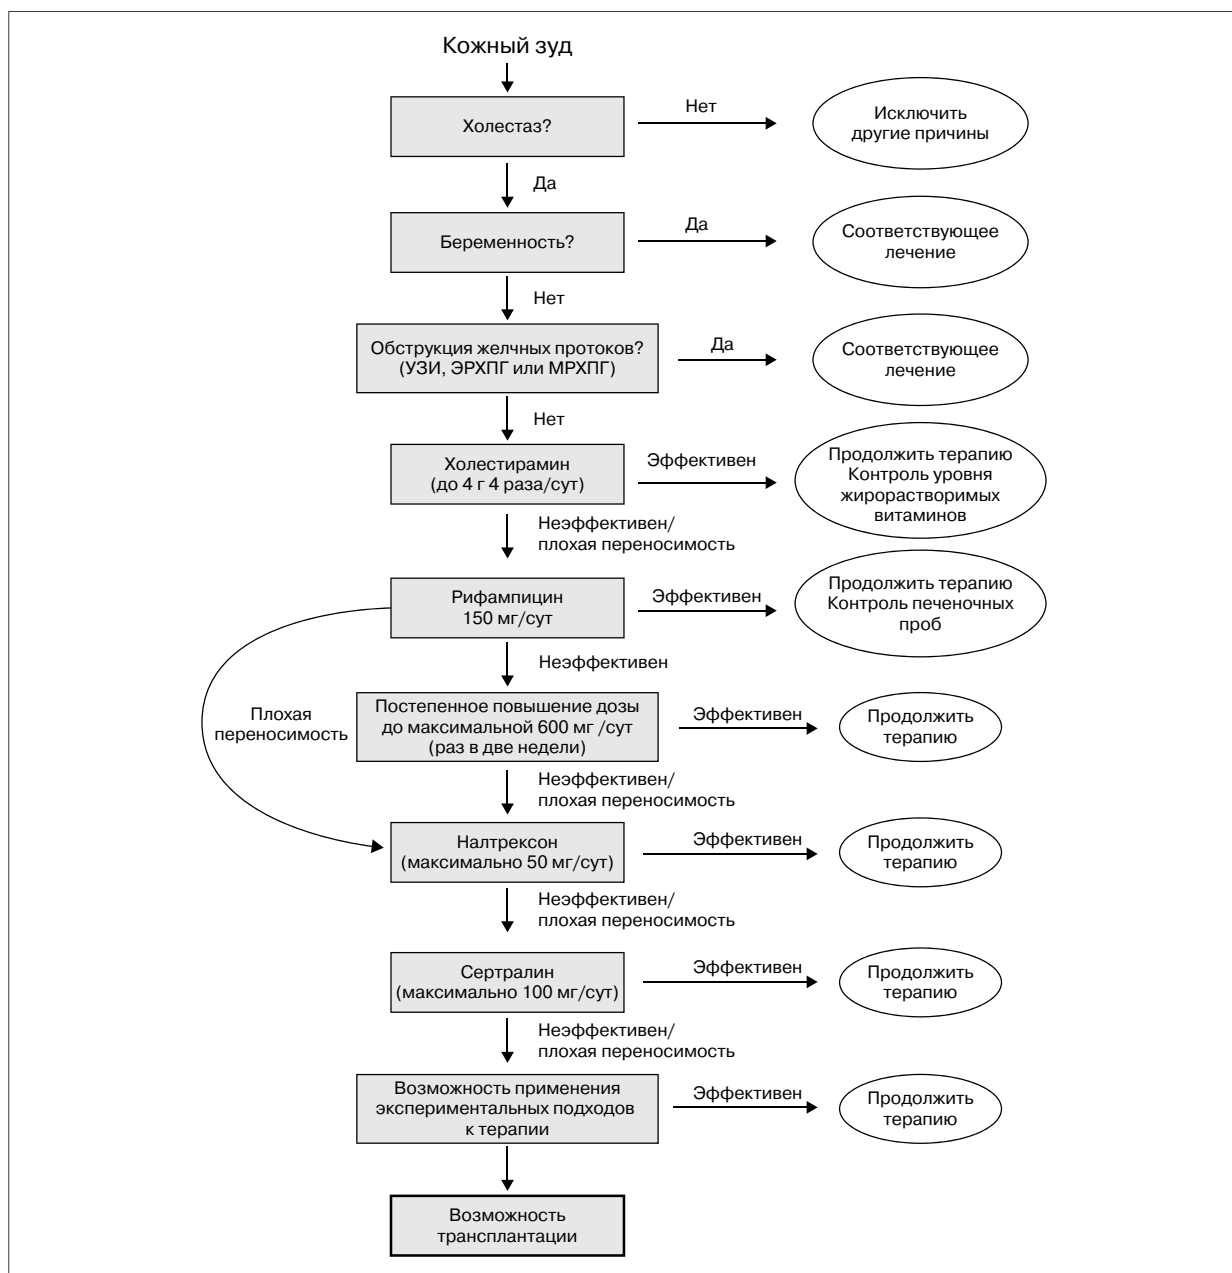 Кожный зуд
Холестаз?
Нет
Исключить
другие причины
Да
Беременность?
Да
Соответствующее
лечение
Нет
Обструкция желчных протоков?
(УЗИ, ЭРХПГ или МРХПГ)
Да
Соответствующее
лечение
Нет
Холестирамин
(до 4 г 4 раза/сут)
Эффективен
Продолжить терапию
Контроль уровня
жирорастворимых
витаминов
Неэффективен/
плохая переносимость
Рифампицин
150 мг/сут
Эффективен
Продолжить терапию
Контроль печеночных
проб
Неэффективен
Плохая
переносимость
Постепенное повышение дозы
до максимальной 600 мг /сут
(раз в две недели)
Эффективен
Продолжить
терапию
Неэффективен/
плохая переносимость
Налтрексон
(максимально 50 мг/сут)
Эффективен
Продолжить
терапию
Неэффективен/
плохая переносимость
Сертралин
(максимально 100 мг/сут)
Эффективен
Продолжить
терапию
Неэффективен/
плохая переносимость
Возможность применения
экспериментальных подходов
к терапии
Эффективен
Продолжить
терапию
Возможность
трансплантации